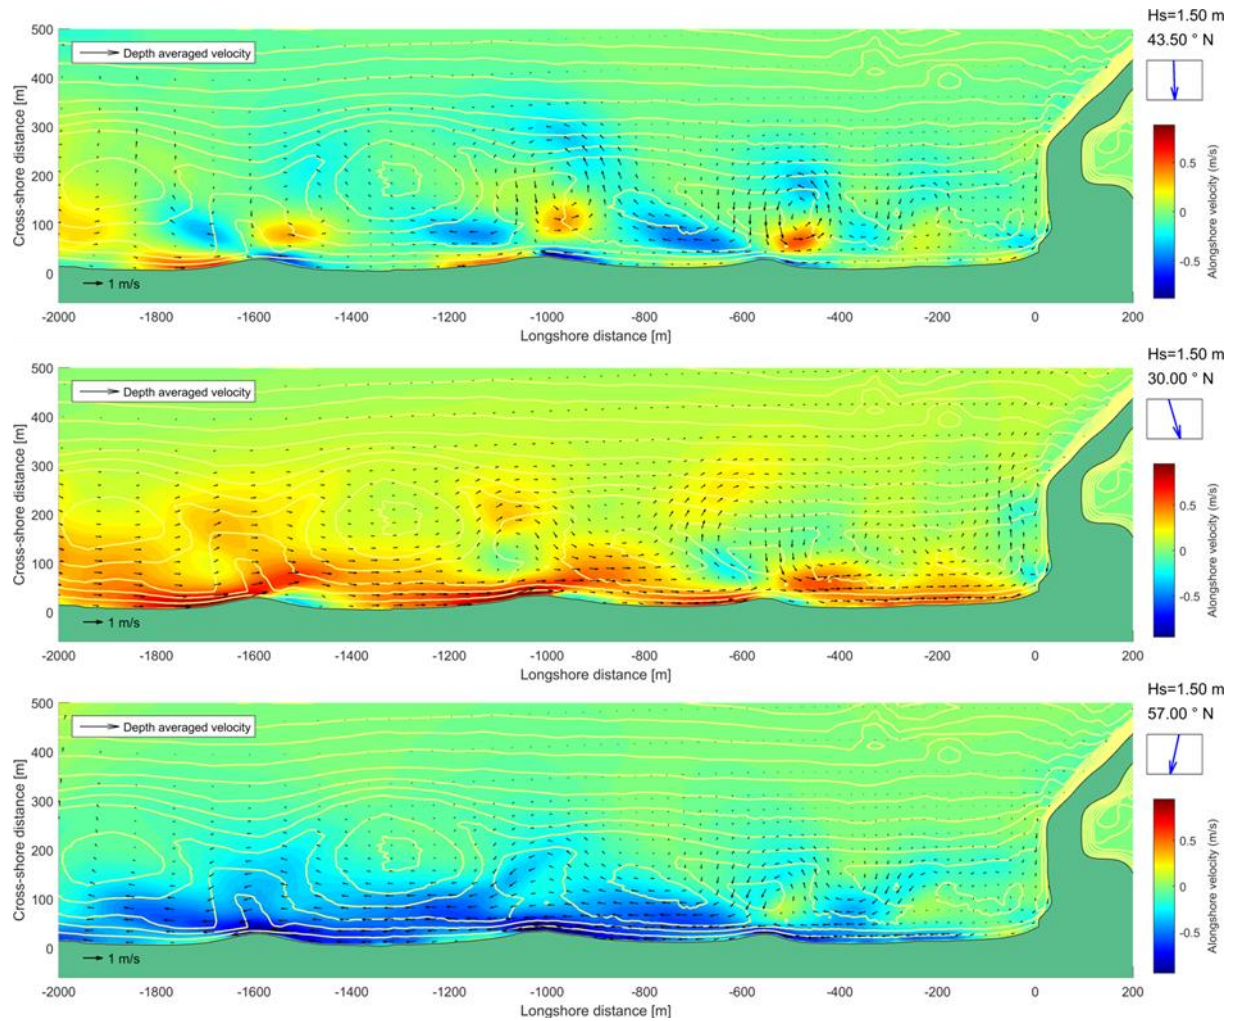 Hs=1.50 m
43.50 ° N
500
400
300
200
100
0
Cross-shore distance [m]
Depth averaged velocity
1 m/s
-2000 -1800 -1600 -1400 -1200 -1000 -800 -600 -400 -200 0 200
Longshore distance [m]
0.5
0
-0.5
Alongshore velocity (m/s)
Hs=1.50 m
30.00 ° N
500
400
300
200
100
0
Cross-shore distance [m]
Depth averaged velocity
1 m/s
-2000 -1800 -1600 -1400 -1200 -1000 -800 -600 -400 -200 0 200
Longshore distance [m]
0.5
0
-0.5
Alongshore velocity (m/s)
Hs=1.50 m
57.00 ° N
500
400
300
200
100
0
Cross-shore distance [m]
Depth averaged velocity
1 m/s
-2000 -1800 -1600 -1400 -1200 -1000 -800 -600 -400 -200 0 200
Longshore distance [m]
0.5
0
-0.5
Alongshore velocity (m/s)